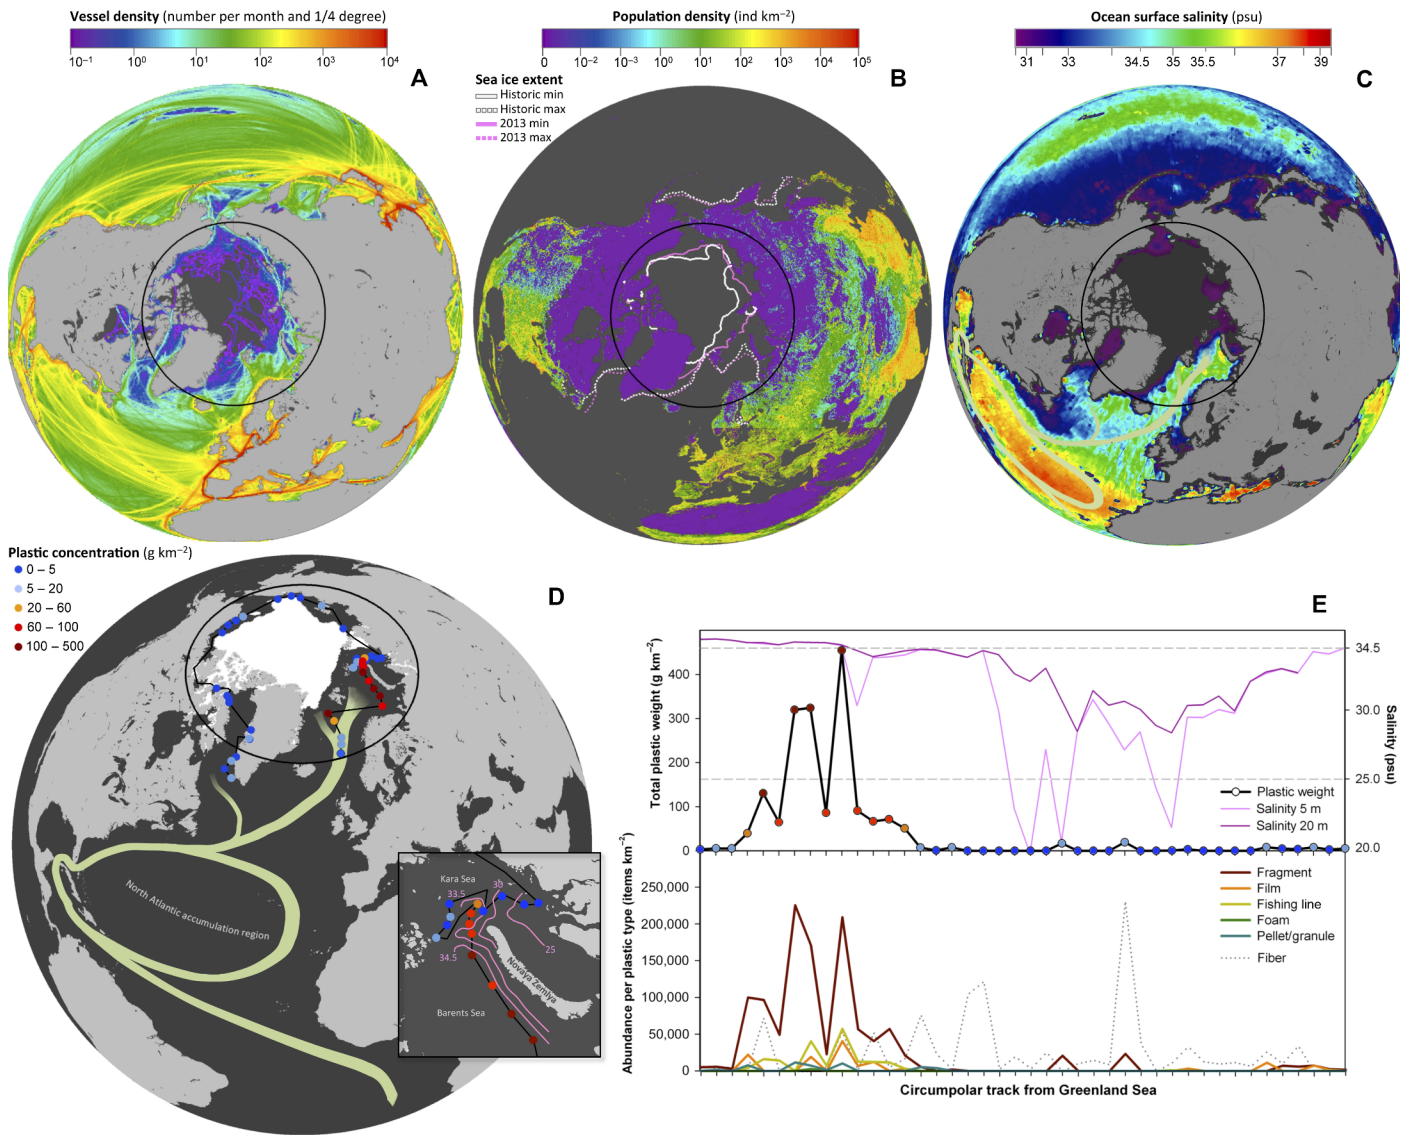 Vessel density (number per month and 1/4 degree)
10⁻¹ 10⁰ 10¹ 10² 10³ 10⁴
A
Population density (ind km⁻²)
0 10⁻² 10⁻³ 10⁰ 10¹ 10² 10³ 10⁴ 10⁵
Sea ice extent
Historic min
Historic max
2013 min
2013 max
B
Ocean surface salinity (psu)
31 33 34.5 35 35.5 37 39
C
Plastic concentration (g km⁻²)
0 – 5
5 – 20
20 – 60
60 – 100
100 – 500
D
North Atlantic accumulation region
Kara Sea
33.5
30
34.5
25
Novaya Zemlya
Barents Sea
E
Total plastic weight (g km⁻²)
400
300
200
100
0
34.5
30.0
25.0
20.0
Salinity (psu)
Plastic weight
Salinity 5 m
Salinity 20 m
Abundance per plastic type (items km⁻²)
250,000
200,000
150,000
100,000
50,000
0
Fragment
Film
Fishing line
Foam
Pellet/granule
Fiber
Circumpolar track from Greenland Sea